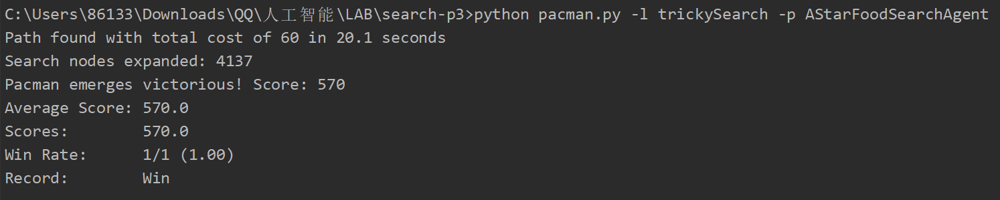 C:\Users\86133\Downloads\QQ\人工智能\LAB\search-p3>python pacman.py -l trickySearch -p AStarFoodSearchAgent
Path found with total cost of 60 in 20.1 seconds
Search nodes expanded: 4137
Pacman emerges victorious! Score: 570
Average Score: 570.0
Scores:        570.0
Win Rate:      1/1 (1.00)
Record:        Win